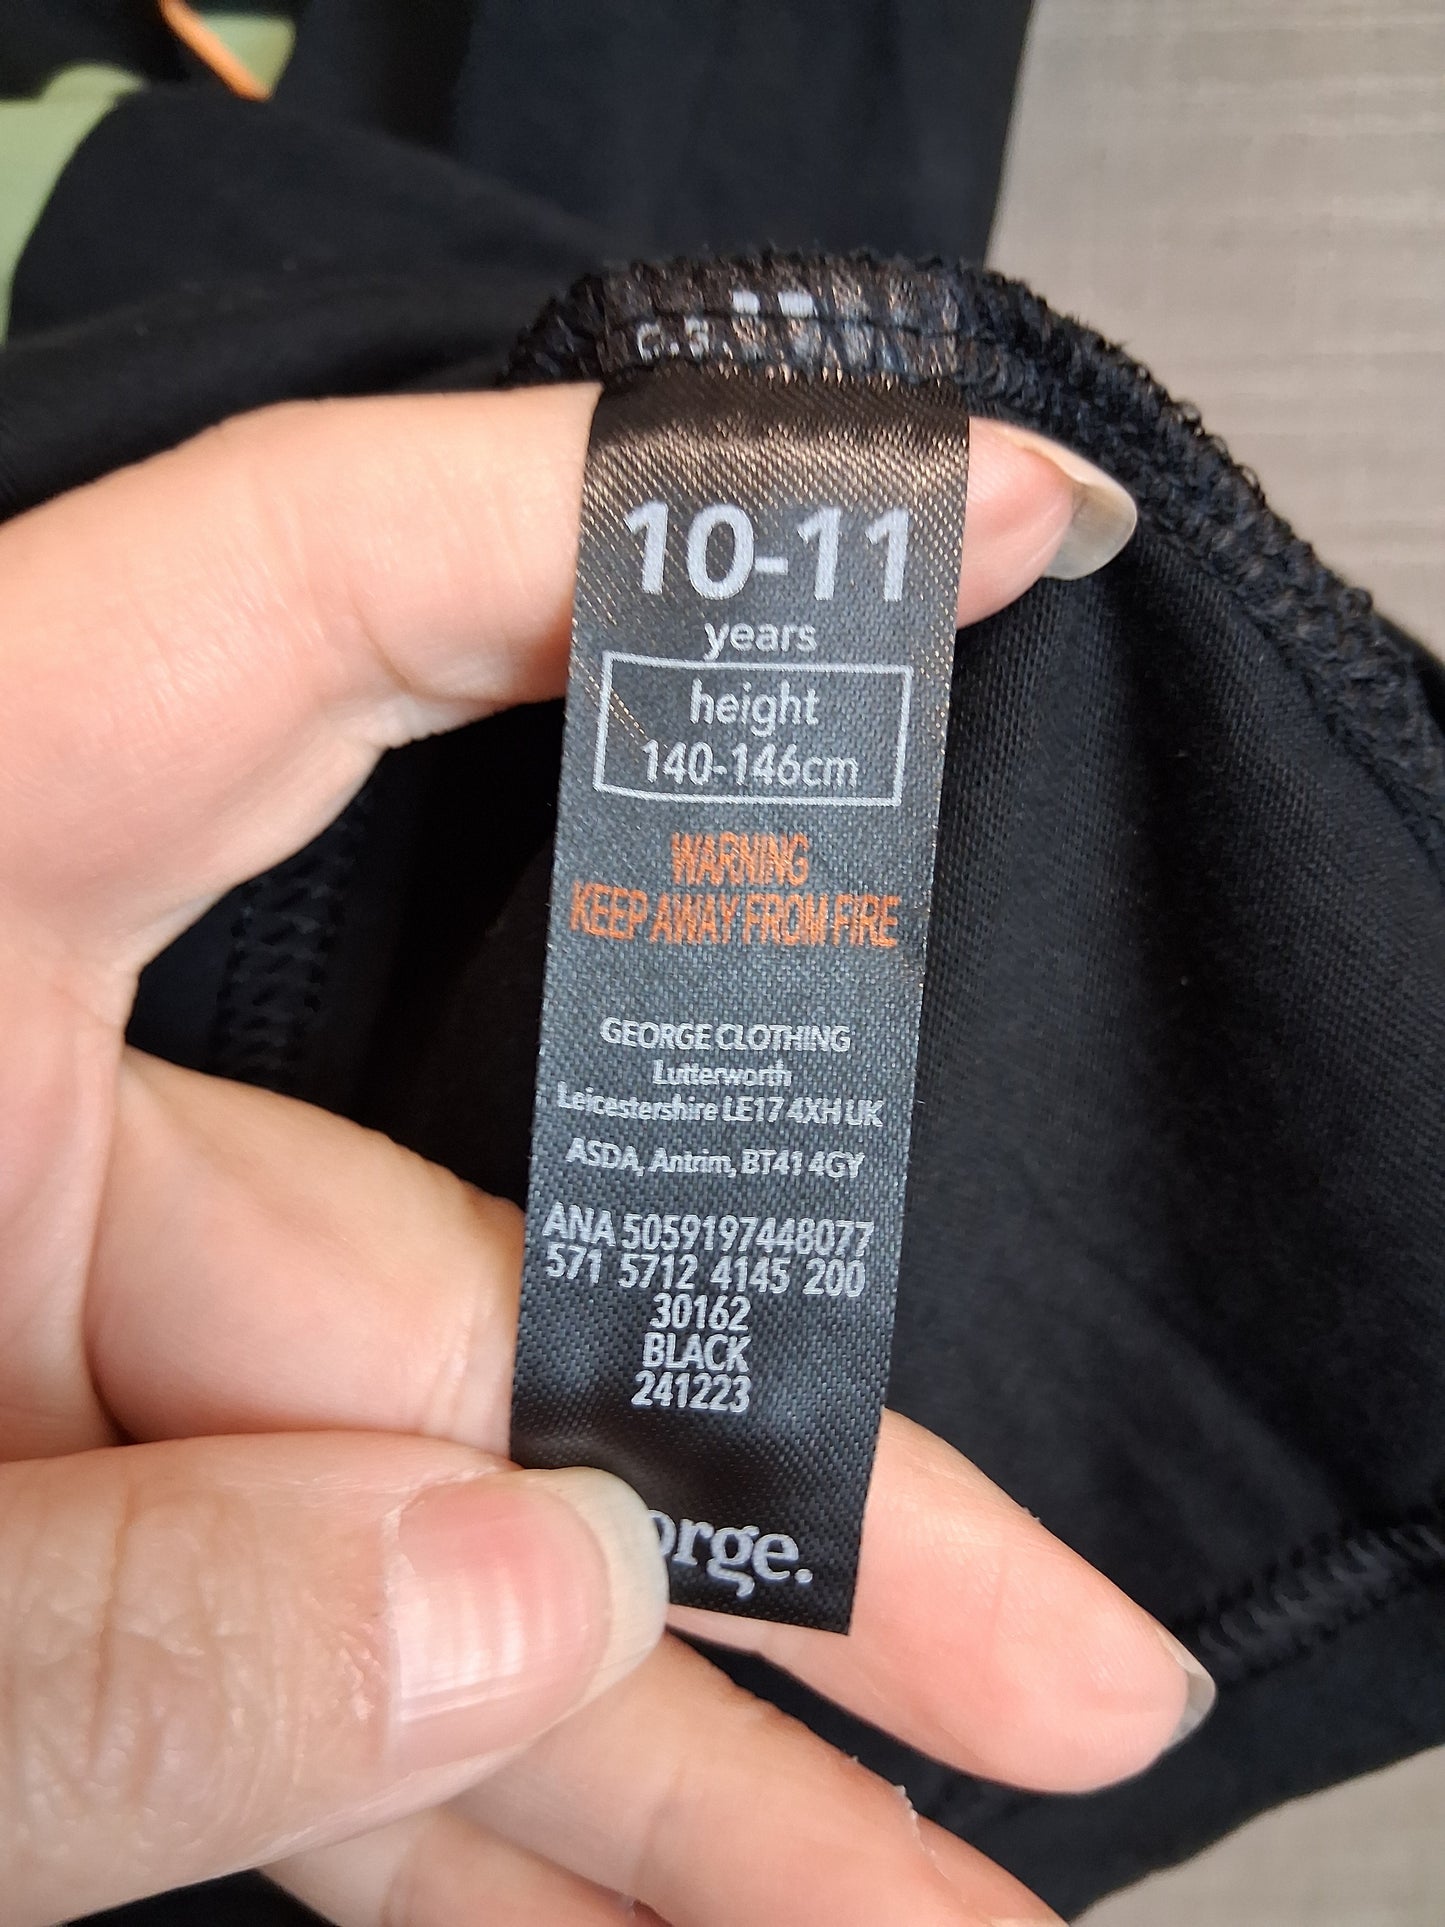 10-11
years
height
140-146cm
WARNING
KEEP AWAY FROM FIRE
GEORGE CLOTHING
Lutterworth
Leicestershire LE17 4XH UK
ASDA, Antrim, BT41 4GY
ANA 5059197448077
571 5712 4145 200
30162
BLACK
241223
orge.